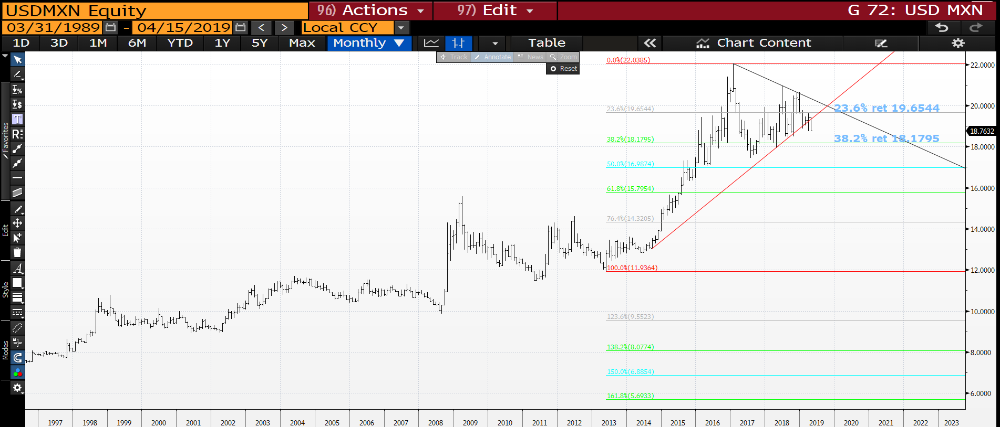 USDMXN Equity 96) Actions 97) Edit G 72: USD MXN
03/31/1989 - 04/15/2019 < > Local CCY
1D 3D 1M 6M YTD 1Y 5Y Max Monthly ▼ Table « Chart Content
Track Annotate News Zoom
Reset
Favorites
Edit
Style
Modes
%
$
T
R
A
0.0%(22.0385)
23.6%(19.6544)
38.2%(18.1795)
50.0%(16.9874)
61.8%(15.7954)
76.4%(14.3205)
100.0%(11.9364)
123.6%(9.5523)
138.2%(8.0774)
150.0%(6.8854)
161.8%(5.6933)
23.6% ret 19.6544
38.2% ret 18.1795
22.0000
20.0000
18.7632
18.0000
16.0000
14.0000
12.0000
10.0000
8.0000
6.0000
1997 1998 1999 2000 2001 2002 2003 2004 2005 2006 2007 2008 2009 2010 2011 2012 2013 2014 2015 2016 2017 2018 2019 2020 2021 2022 2023